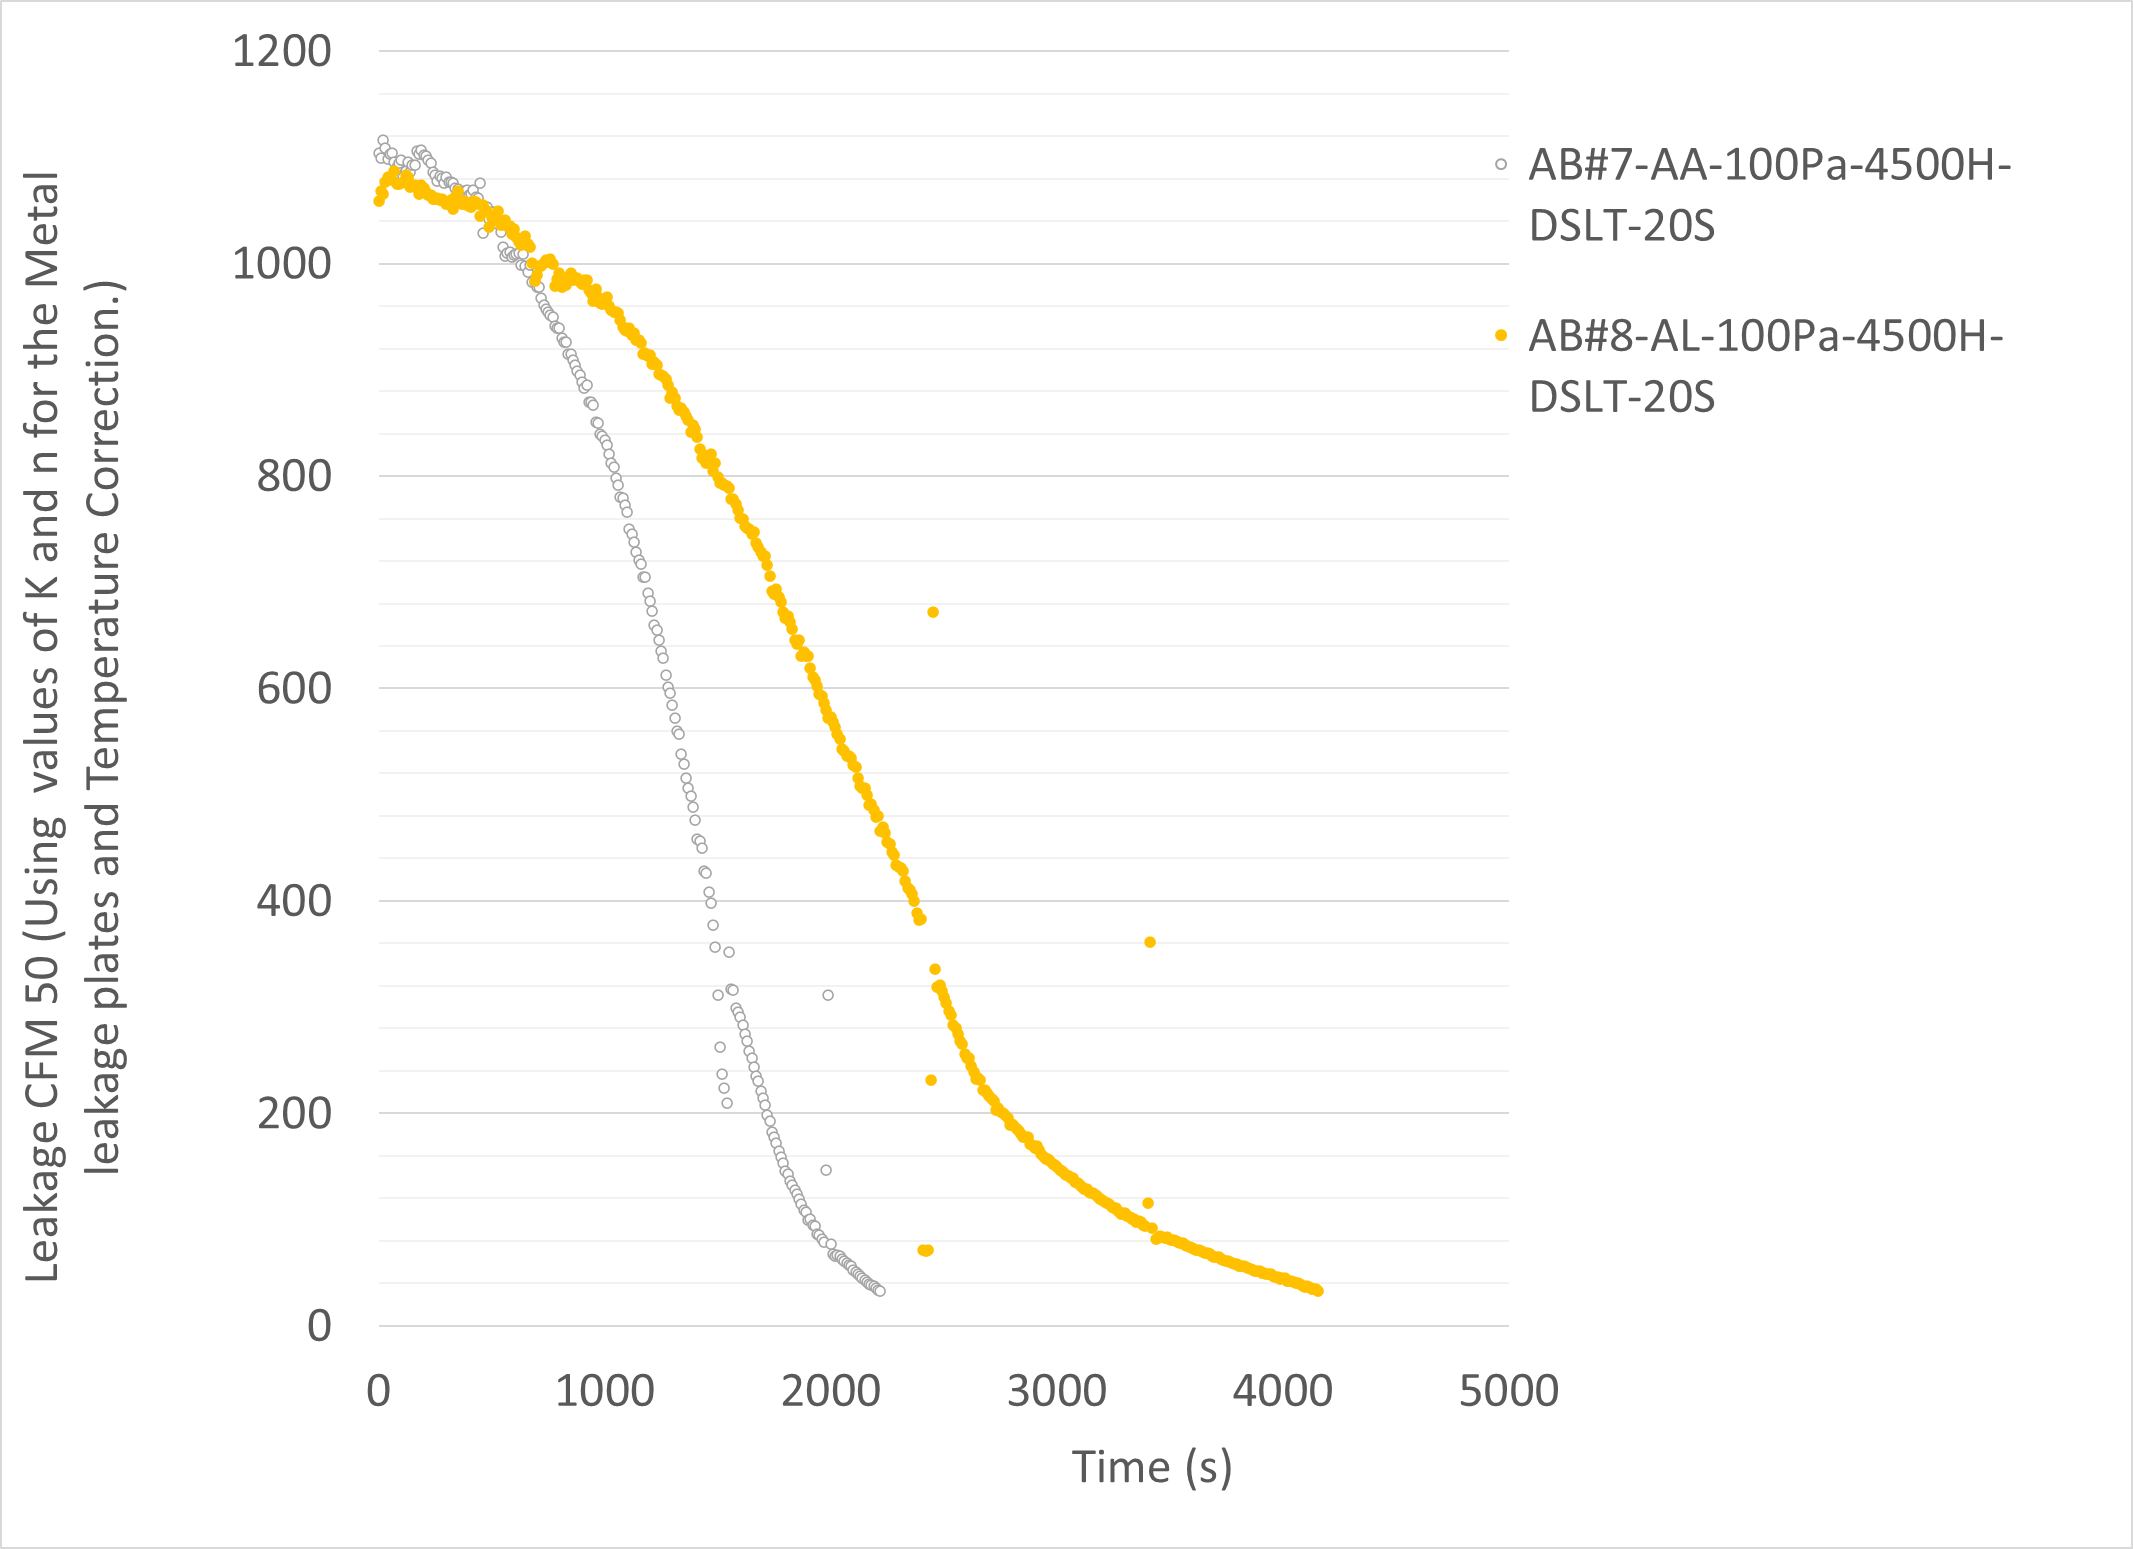 Leakage CFM 50 (Using  values of K and n for the Metal
leakage plates and Temperature Correction.)
1200
1000
800
600
400
200
0
0 1000 2000 3000 4000 5000
Time (s)
AB#7-AA-100Pa-4500H-
DSLT-20S
AB#8-AL-100Pa-4500H-
DSLT-20S